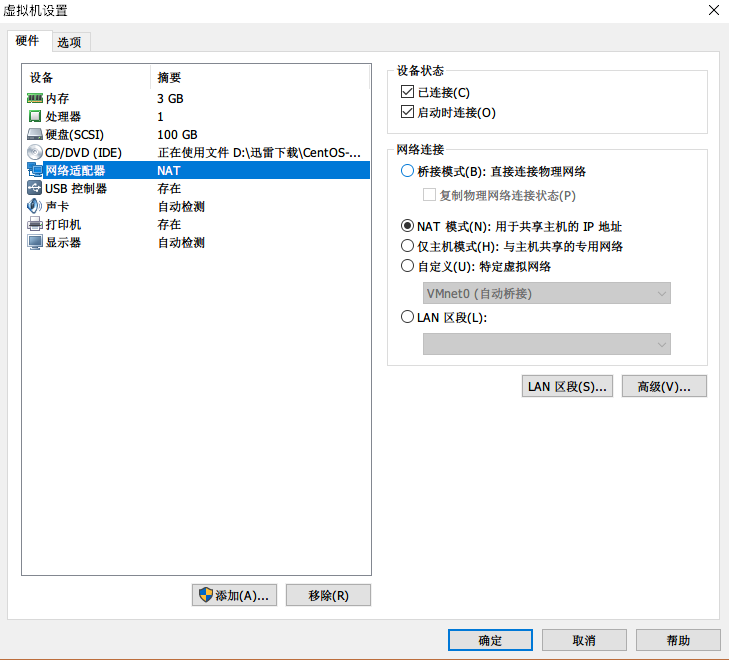 虚拟机设置
硬件 选项
设备 摘要
内存 3 GB
处理器 1
硬盘(SCSI) 100 GB
CD/DVD (IDE) 正在使用文件 D:\迅雷下载\CentOS-...
网络适配器 NAT
USB 控制器 存在
声卡 自动检测
打印机 存在
显示器 自动检测
添加(A)... 移除(R)
设备状态
已连接(C)
启动时连接(O)
网络连接
桥接模式(B): 直接连接物理网络
复制物理网络连接状态(P)
NAT 模式(N): 用于共享主机的 IP 地址
仅主机模式(H): 与主机共享的专用网络
自定义(U): 特定虚拟网络
VMnet0 (自动桥接)
LAN 区段(L):
LAN 区段(S)... 高级(V)...
确定 取消 帮助